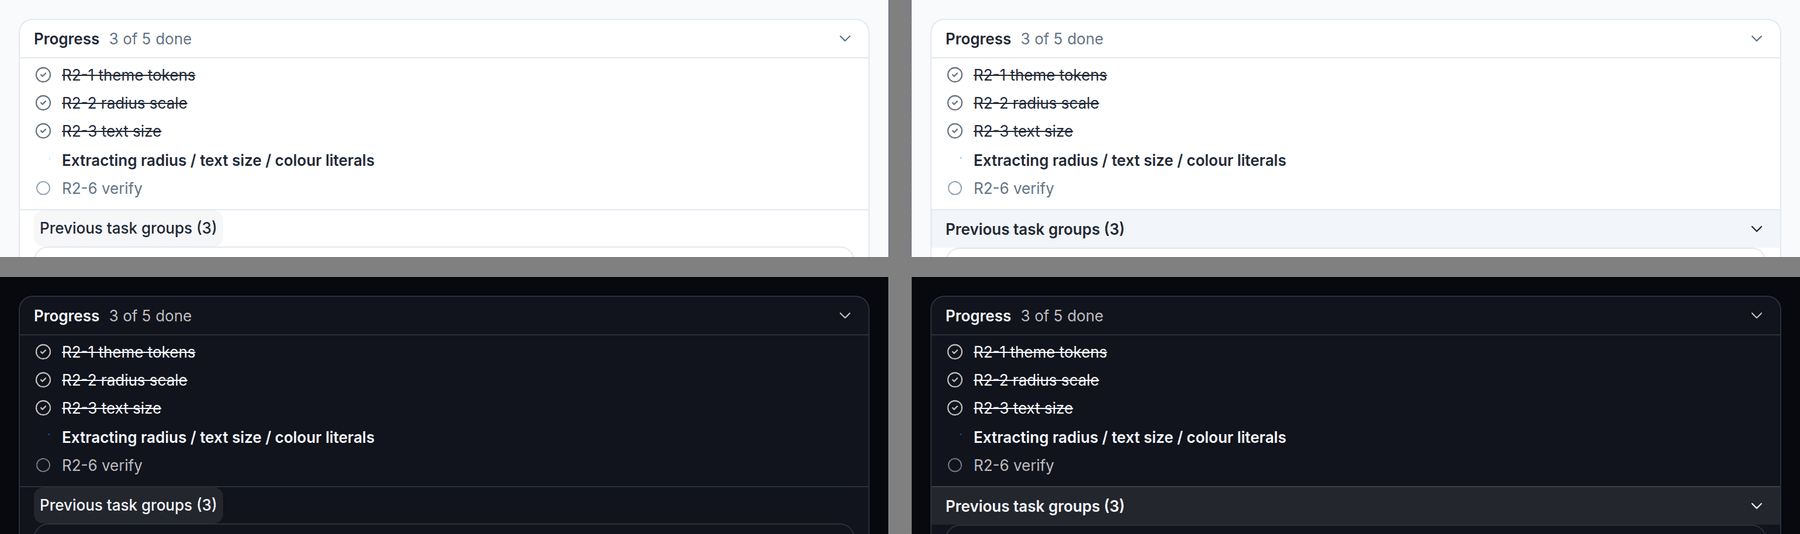 Progress 3 of 5 done
R2-1 theme tokens
R2-2 radius scale
R2-3 text size
Extracting radius / text size / colour literals
R2-6 verify
Previous task groups (3)
Progress 3 of 5 done
R2-1 theme tokens
R2-2 radius scale
R2-3 text size
Extracting radius / text size / colour literals
R2-6 verify
Previous task groups (3)
Progress 3 of 5 done
R2-1 theme tokens
R2-2 radius scale
R2-3 text size
Extracting radius / text size / colour literals
R2-6 verify
Previous task groups (3)
Progress 3 of 5 done
R2-1 theme tokens
R2-2 radius scale
R2-3 text size
Extracting radius / text size / colour literals
R2-6 verify
Previous task groups (3)